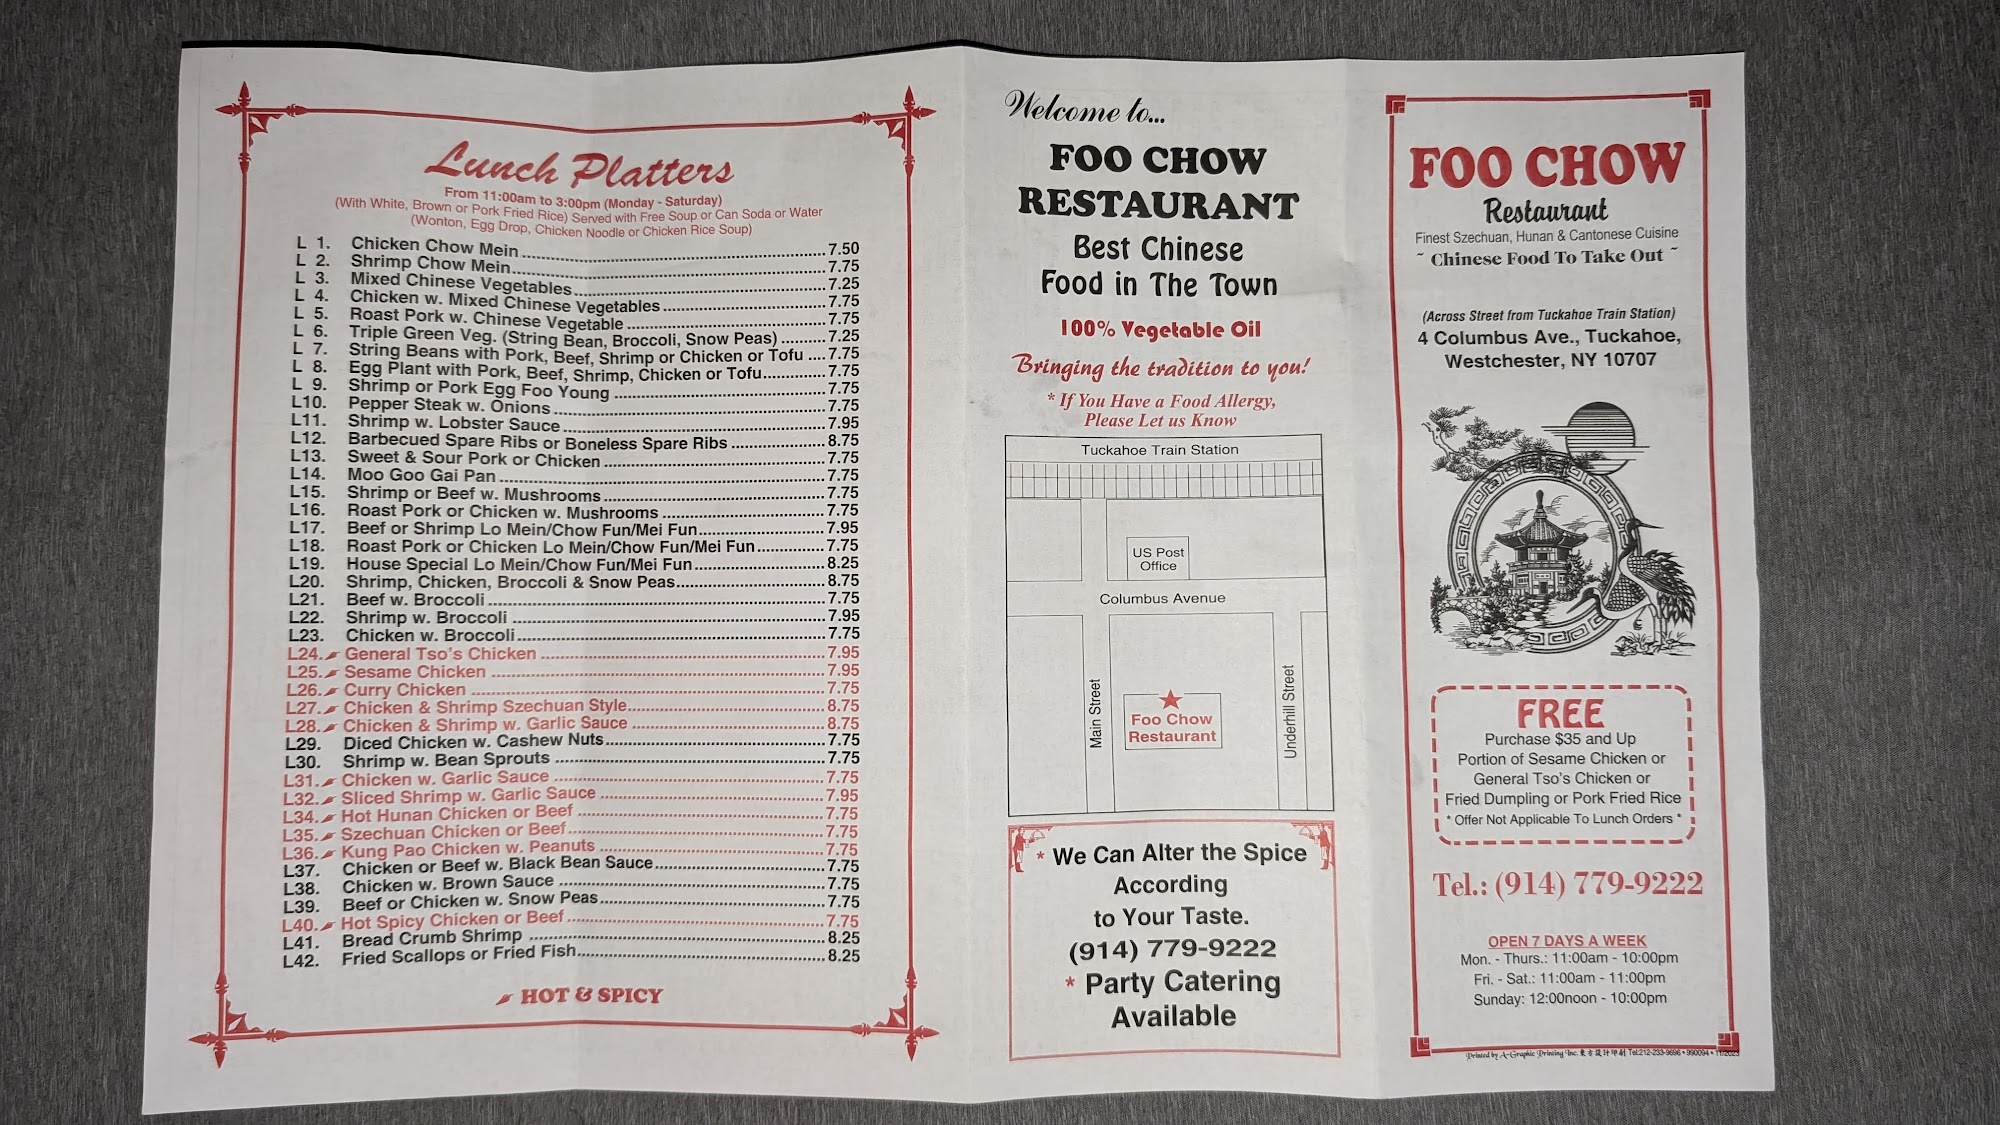 Lunch Platters
From 11:00am to 3:00pm (Monday - Saturday)
(With White, Brown or Pork Fried Rice) Served with Free Soup or Can Soda or Water
(Wonton, Egg Drop, Chicken Noodle or Chicken Rice Soup)
L 1. Chicken Chow Mein 7.50
L 2. Shrimp Chow Mein 7.75
L 3. Mixed Chinese Vegetables 7.25
L 4. Chicken w. Mixed Chinese Vegetables 7.75
L 5. Roast Pork w. Chinese Vegetable 7.75
L 6. Triple Green Veg. (String Bean, Broccoli, Snow Peas) 7.25
L 7. String Beans with Pork, Beef, Shrimp or Chicken or Tofu 7.75
L 8. Egg Plant with Pork, Beef, Shrimp, Chicken or Tofu 7.75
L 9. Shrimp or Pork Egg Foo Young 7.75
L10. Pepper Steak w. Onions 7.75
L11. Shrimp w. Lobster Sauce 7.95
L12. Barbecued Spare Ribs or Boneless Spare Ribs 8.75
L13. Sweet & Sour Pork or Chicken 7.75
L14. Moo Goo Gai Pan 7.75
L15. Shrimp or Beef w. Mushrooms 7.75
L16. Roast Pork or Chicken w. Mushrooms 7.75
L17. Beef or Shrimp Lo Mein/Chow Fun/Mei Fun 7.95
L18. Roast Pork or Chicken Lo Mein/Chow Fun/Mei Fun 7.75
L19. House Special Lo Mein/Chow Fun/Mei Fun 8.25
L20. Shrimp, Chicken, Broccoli & Snow Peas 8.75
L21. Beef w. Broccoli 7.75
L22. Shrimp w. Broccoli 7.95
L23. Chicken w. Broccoli 7.75
L24. General Tso's Chicken 7.95
L25. Sesame Chicken 7.95
L26. Curry Chicken 7.75
L27. Chicken & Shrimp Szechuan Style 8.75
L28. Chicken & Shrimp w. Garlic Sauce 8.75
L29. Diced Chicken w. Cashew Nuts 7.75
L30. Shrimp w. Bean Sprouts 7.75
L31. Chicken w. Garlic Sauce 7.75
L32. Sliced Shrimp w. Garlic Sauce 7.95
L34. Hot Hunan Chicken or Beef 7.75
L35. Szechuan Chicken or Beef 7.75
L36. Kung Pao Chicken w. Peanuts 7.75
L37. Chicken or Beef w. Black Bean Sauce 7.75
L38. Chicken w. Brown Sauce 7.75
L39. Beef or Chicken w. Snow Peas 7.75
L40. Hot Spicy Chicken or Beef 7.75
L41. Bread Crumb Shrimp 8.25
L42. Fried Scallops or Fried Fish 8.25
HOT & SPICY
Welcome to...
FOO CHOW
RESTAURANT
Best Chinese
Food in The Town
100% Vegetable Oil
Bringing the tradition to you!
* If You Have a Food Allergy,
Please Let us Know
Tuckahoe Train Station
US Post
Office
Columbus Avenue
Main Street
Foo Chow
Restaurant
Underhill Street
* We Can Alter the Spice
According
to Your Taste.
(914) 779-9222
* Party Catering
Available
FOO CHOW
Restaurant
Finest Szechuan, Hunan & Cantonese Cuisine
~ Chinese Food To Take Out ~
(Across Street from Tuckahoe Train Station)
4 Columbus Ave., Tuckahoe,
Westchester, NY 10707
FREE
Purchase $35 and Up
Portion of Sesame Chicken or
General Tso's Chicken or
Fried Dumpling or Pork Fried Rice
* Offer Not Applicable To Lunch Orders *
Tel.: (914) 779-9222
OPEN 7 DAYS A WEEK
Mon. - Thurs.: 11:00am - 10:00pm
Fri. - Sat.: 11:00am - 11:00pm
Sunday: 12:00noon - 10:00pm
Printed by A-Graphic Printing Inc. 東方設計印刷 Tel:212-233-9696 • 990094 • 11/2023